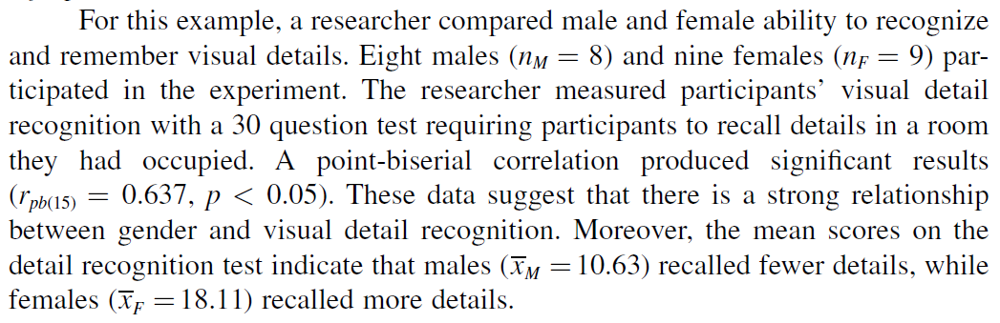 For this example, a researcher compared male and female ability to recognize
and remember visual details. Eight males (n_M = 8) and nine females (n_F = 9) par-
ticipated in the experiment. The researcher measured participants’ visual detail
recognition with a 30 question test requiring participants to recall details in a room
they had occupied. A point-biserial correlation produced significant results
(r_pb(15) = 0.637, p < 0.05). These data suggest that there is a strong relationship
between gender and visual detail recognition. Moreover, the mean scores on the
detail recognition test indicate that males (x̄_M = 10.63) recalled fewer details, while
females (x̄_F = 18.11) recalled more details.